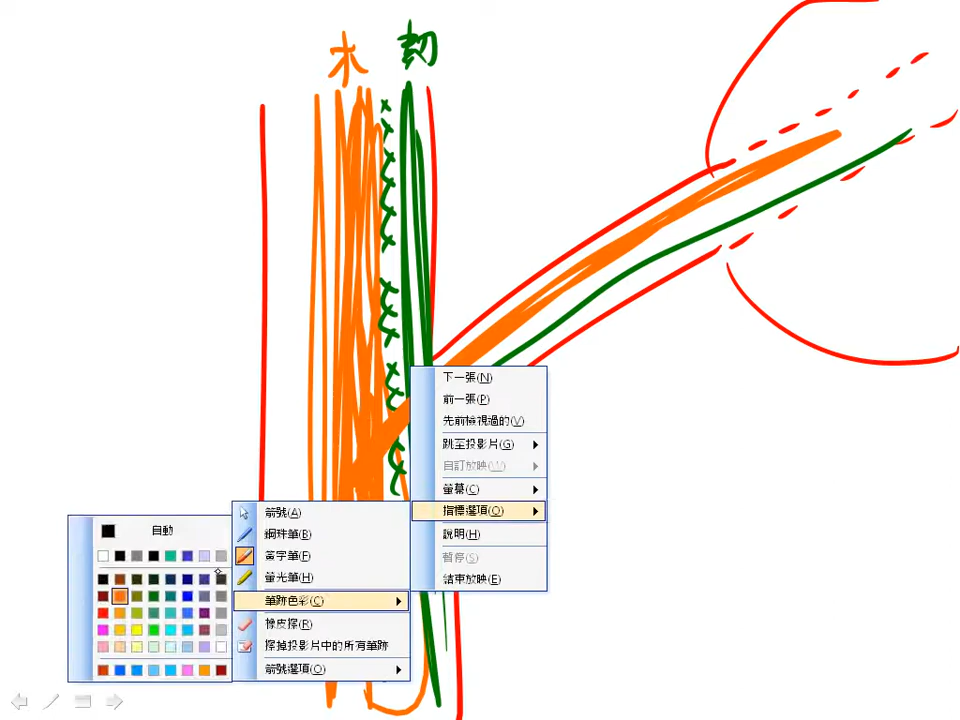 木
下一張(N)
前一張(P)
先前檢視過的(V)
跳至投影片(G)
自訂放映(W)
螢幕(C)
指標選項(O)
說明(H)
暫停(S)
結束放映(E)
箭號(A)
鋼珠筆(B)
簽字筆(F)
螢光筆(H)
筆跡色彩(C)
橡皮擦(R)
擦掉投影片中的所有筆跡
箭號選項(O)
自動